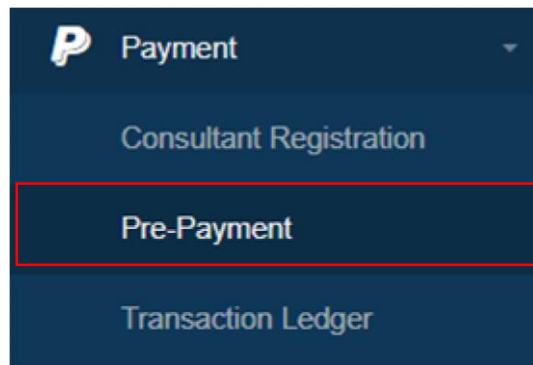 Payment
Consultant Registration
Pre-Payment
Transaction Ledger